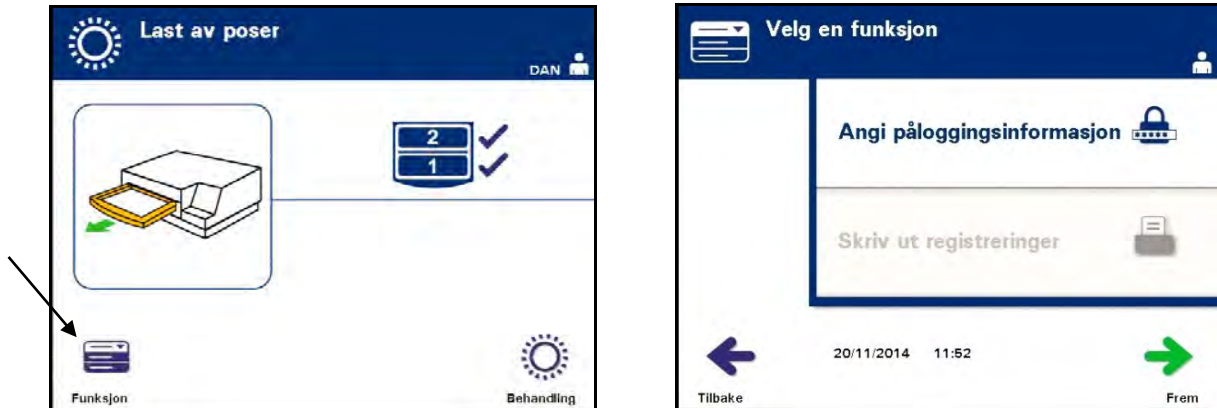 Last av poser
DAN
2
1
Funksjon
Behandling
Velg en funksjon
Angi påloggingsinformasjon
Skriv ut registreringer
20/11/2014 11:52
Tilbake
Frem